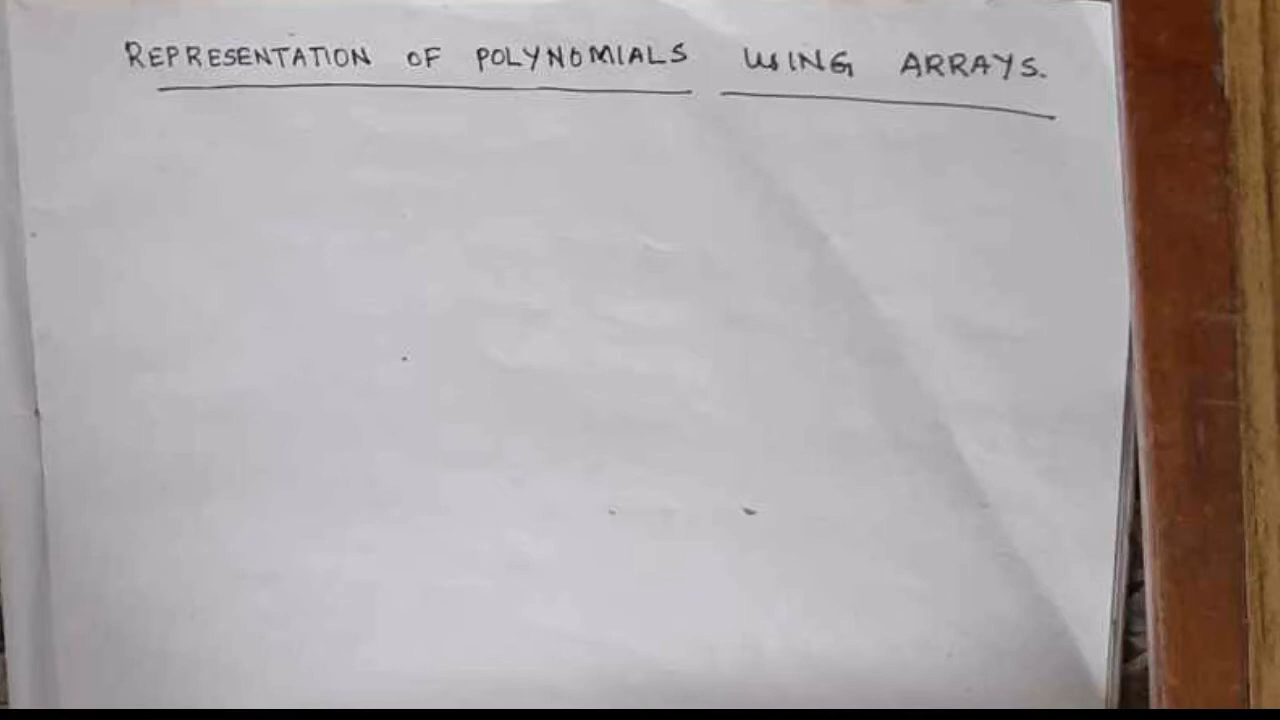 REPRESENTATION OF POLYNOMIALS USING ARRAYS.